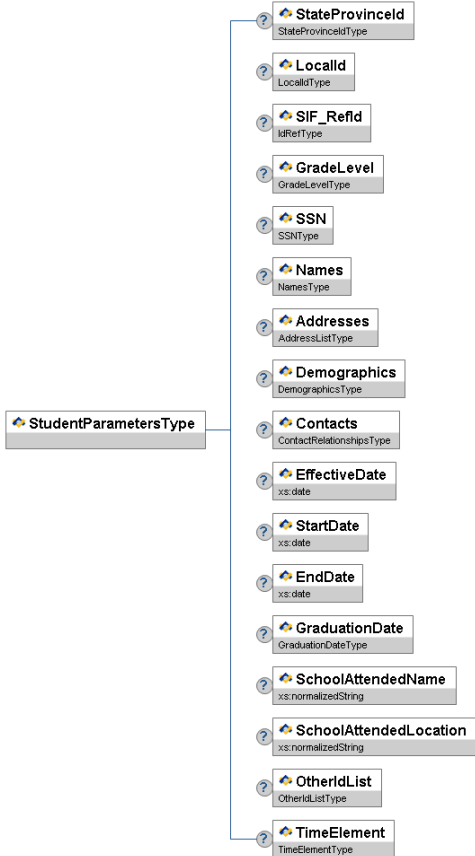 ?
StateProvinceId
StateProvinceIdType
?
LocalId
LocalIdType
?
SIF_RefId
IdRefType
?
GradeLevel
GradeLevelType
?
SSN
SSNType
?
Names
NamesType
?
Addresses
AddressListType
?
Demographics
DemographicsType
StudentParametersType
?
Contacts
ContactRelationshipsType
?
EffectiveDate
xs:date
?
StartDate
xs:date
?
EndDate
xs:date
?
GraduationDate
GraduationDateType
?
SchoolAttendedName
xs:normalizedString
?
SchoolAttendedLocation
xs:normalizedString
?
OtherIdList
OtherIdListType
?
TimeElement
TimeElementType